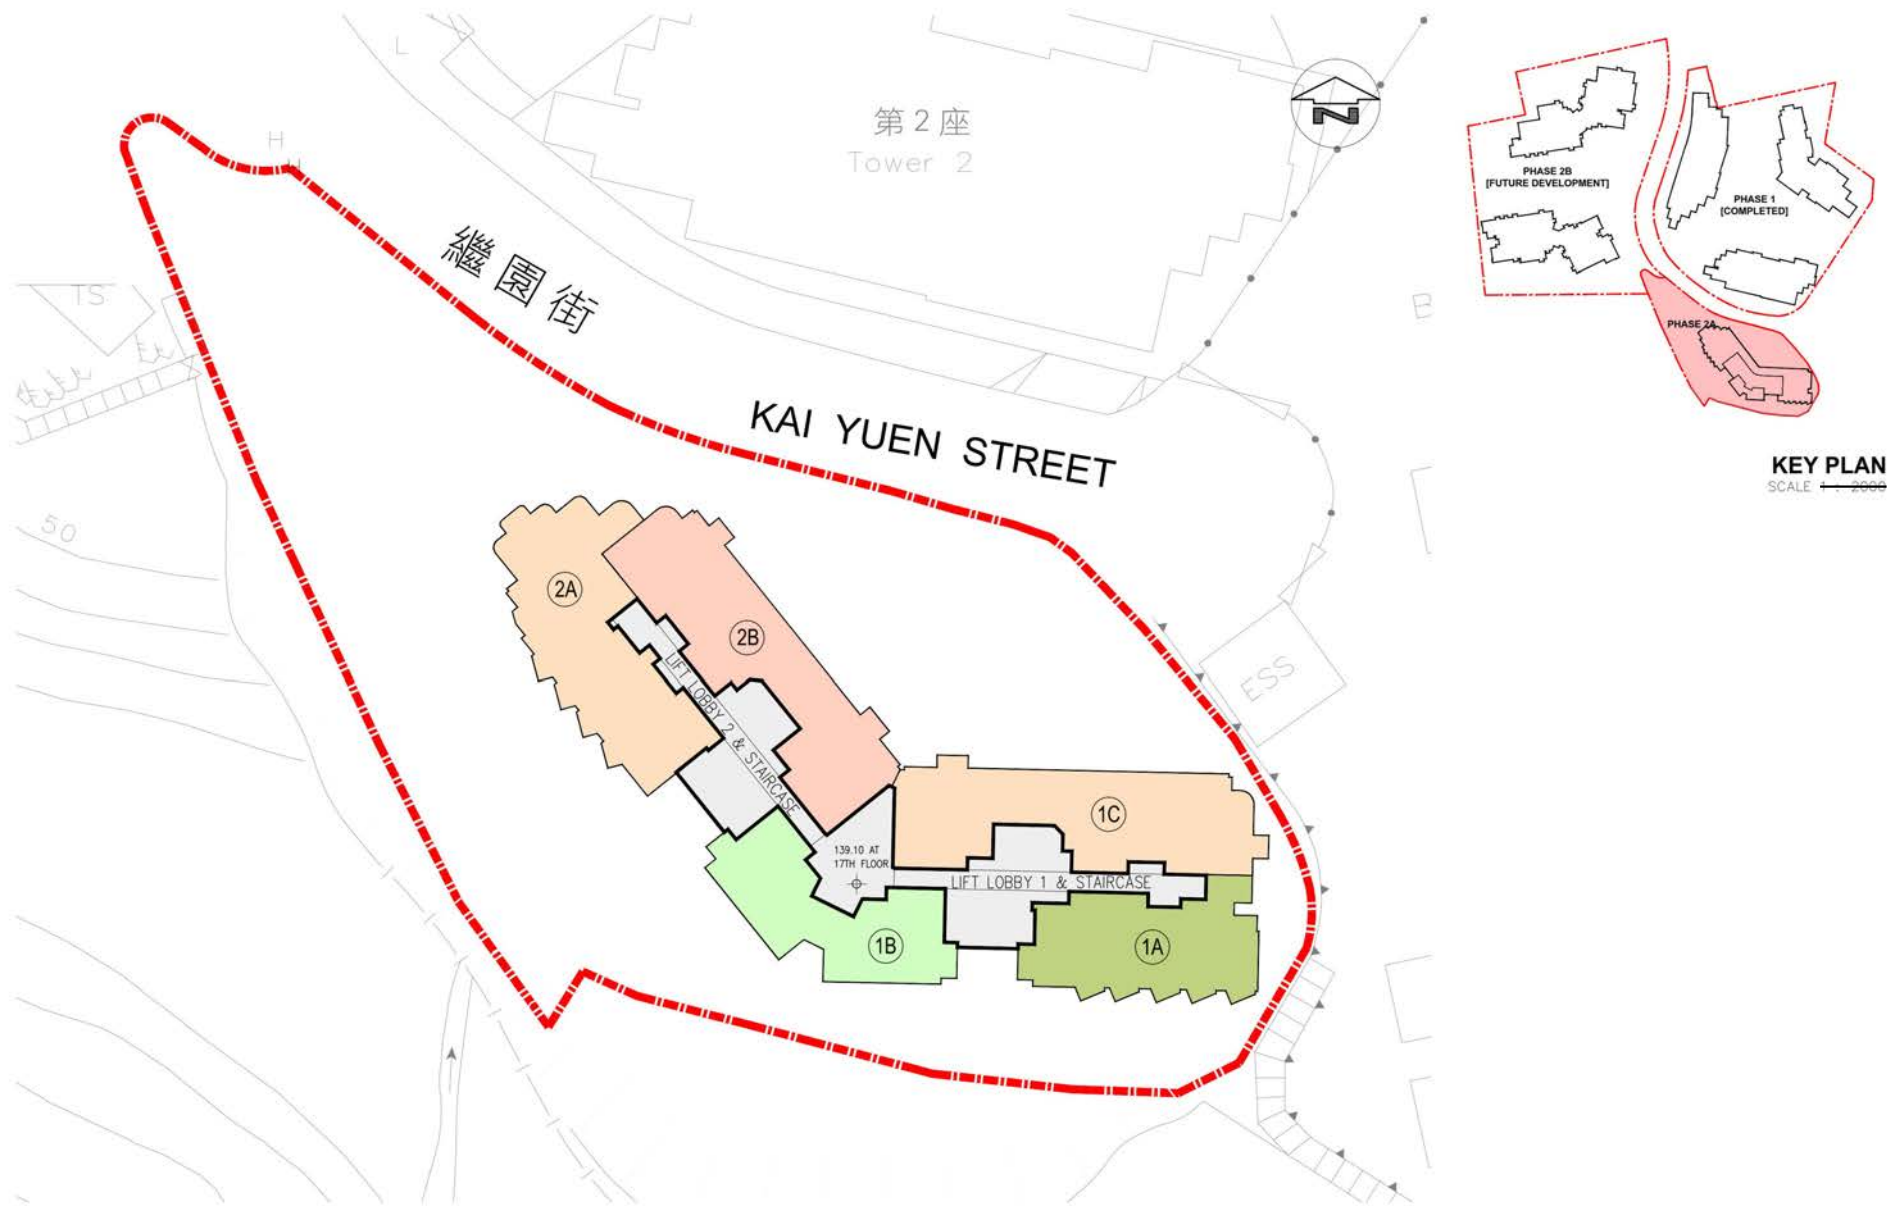 L
第2座
Tower 2
H
H
繼園街
TS
B
KAI YUEN STREET
50
ESS
2A
2B
LIFT LOBBY 2 & STAIRCASE
1C
139.10 AT
17TH FLOOR
LIFT LOBBY 1 & STAIRCASE
1B
1A
N
PHASE 2B
[FUTURE DEVELOPMENT]
PHASE 1
[COMPLETED]
PHASE 2A
KEY PLAN
SCALE 1 : 2000